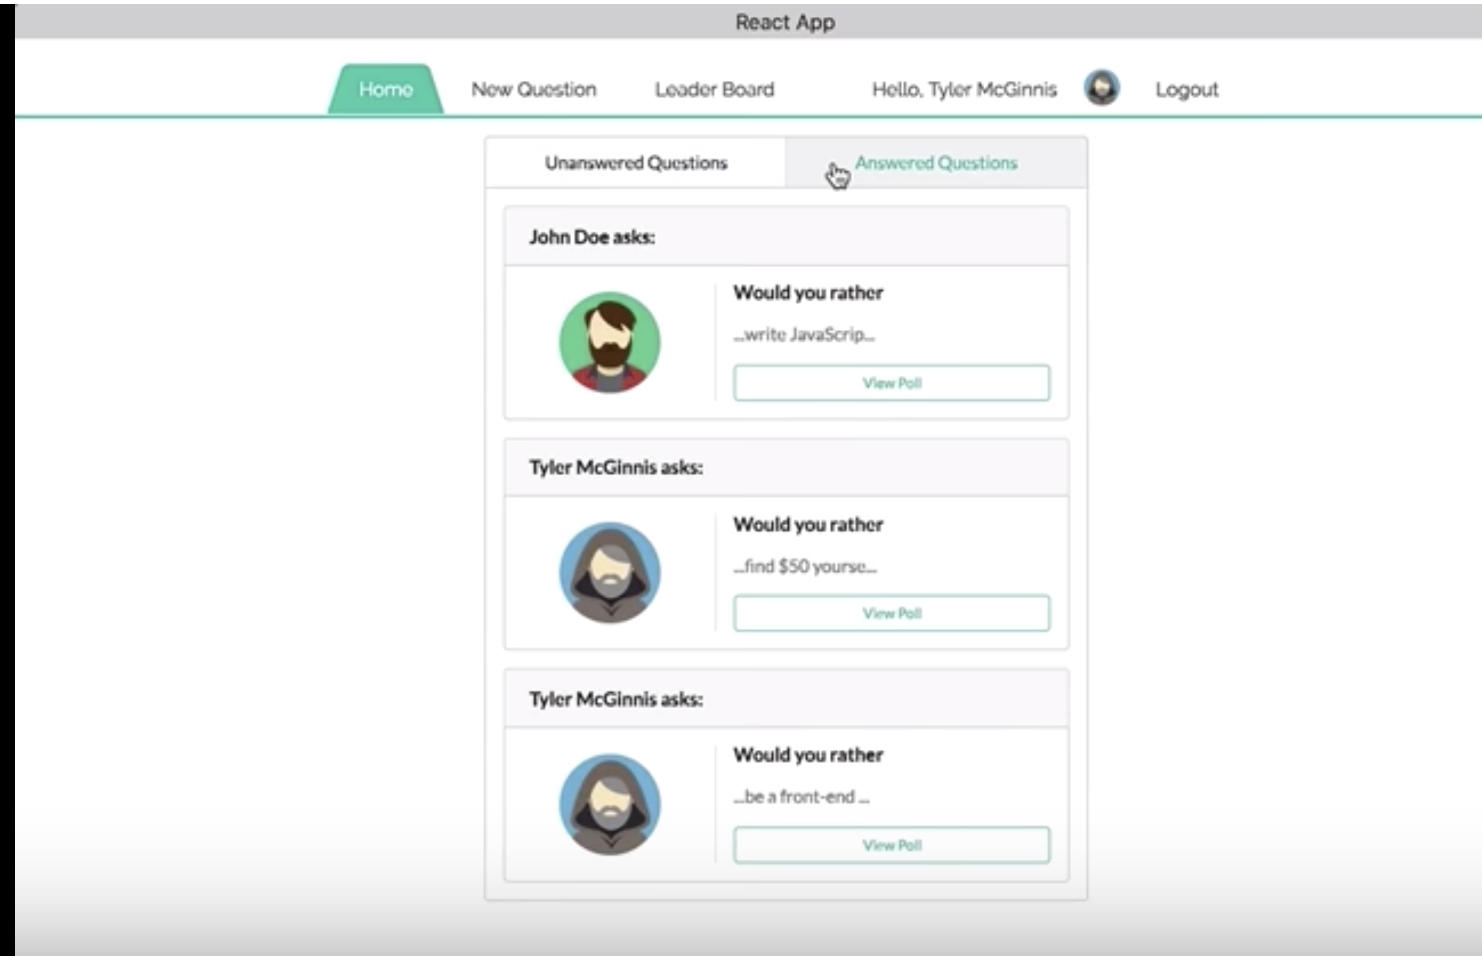 React App
Home New Question Leader Board Hello, Tyler McGinnis Logout
Unanswered Questions Answered Questions
John Doe asks:
Would you rather
...write JavaScrip...
View Poll
Tyler McGinnis asks:
Would you rather
...find $50 yourse...
View Poll
Tyler McGinnis asks:
Would you rather
...be a front-end ...
View Poll